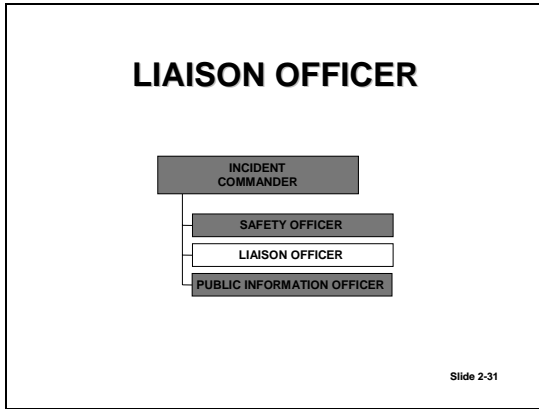 LIAISON OFFICER
INCIDENT
COMMANDER
SAFETY OFFICER
LIAISON OFFICER
PUBLIC INFORMATION OFFICER
Slide 2-31